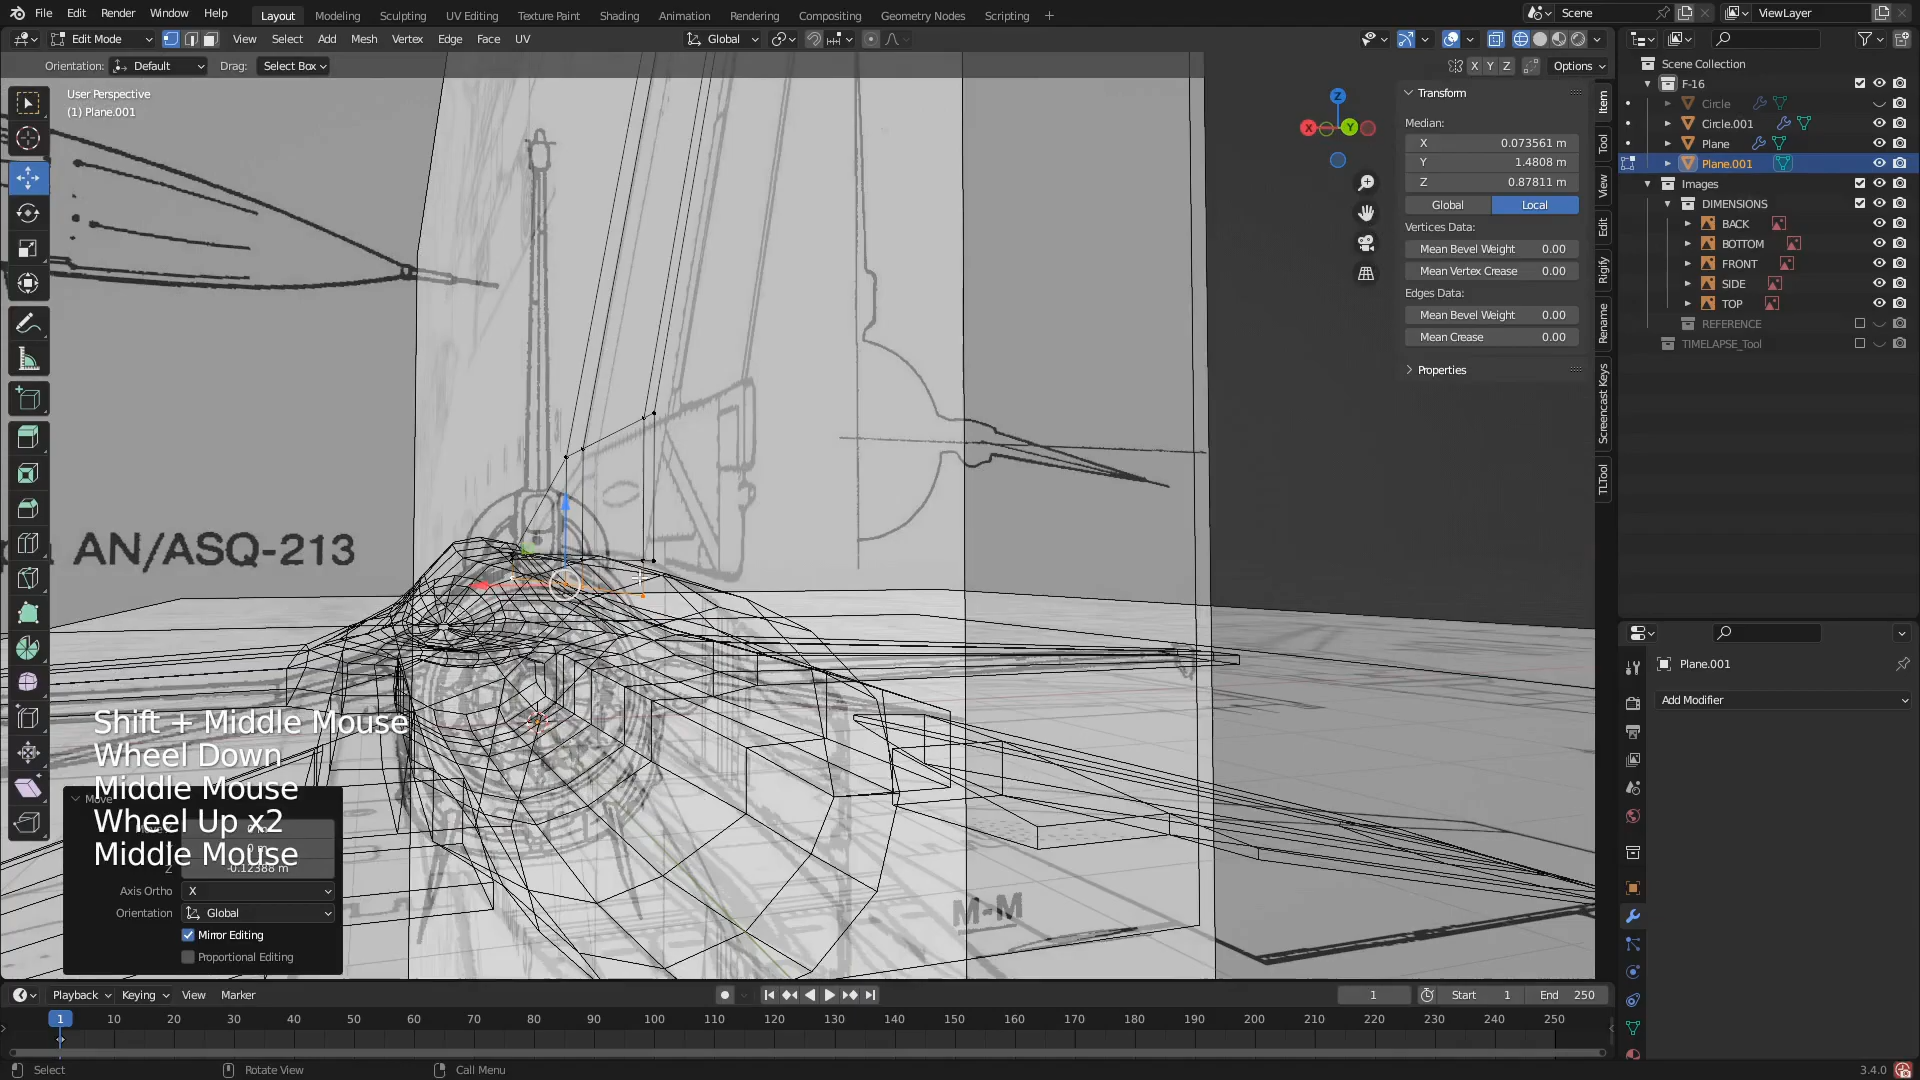 File Edit Render Window Help Layout Modeling Sculpting UV Editing Texture Paint Shading Animation Rendering Compositing Geometry Nodes Scripting + Scene ViewLayer
Edit Mode View Select Add Mesh Vertex Edge Face UV Global
Orientation: Default Drag: Select Box X Y Z Options
User Perspective
(1) Plane.001
Z
X Y
Transform
Median:
X 0.073561 m
Y 1.4808 m
Z 0.87811 m
Global Local
Vertices Data:
Mean Bevel Weight 0.00
Mean Vertex Crease 0.00
Edges Data:
Mean Bevel Weight 0.00
Mean Crease 0.00
Properties
Item
Tool
View
Edit
Rigify
Rename
Screencast Keys
TLTool
Scene Collection
F-16
Circle
Circle.001
Plane
Plane.001
Images
DIMENSIONS
BACK
BOTTOM
FRONT
SIDE
TOP
REFERENCE
TIMELAPSE_Tool
Plane.001
Add Modifier
AN/ASQ-213
M-M
Shift + Middle Mouse
Wheel Down
Middle Mouse
Wheel Up x2
Middle Mouse
Move
0 m
Z -0.12388 m
Axis Ortho X
Orientation Global
Mirror Editing
Proportional Editing
Playback Keying View Marker 1 Start 1 End 250
1 10 20 30 40 50 60 70 80 90 100 110 120 130 140 150 160 170 180 190 200 210 220 230 240 250
Select Rotate View Call Menu 3.4.0